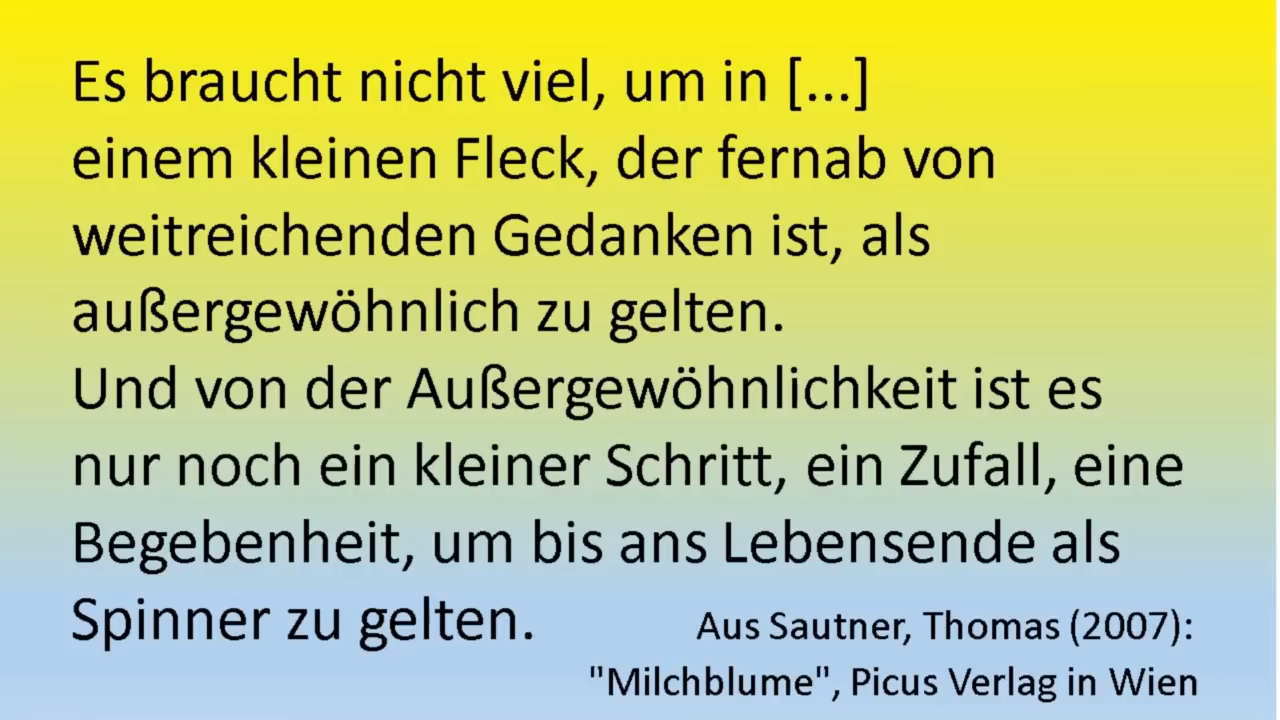 Es braucht nicht viel, um in [...]
einem kleinen Fleck, der fernab von
weitreichenden Gedanken ist, als
außergewöhnlich zu gelten.
Und von der Außergewöhnlichkeit ist es
nur noch ein kleiner Schritt, ein Zufall, eine
Begebenheit, um bis ans Lebensende als
Spinner zu gelten.
Aus Sautner, Thomas (2007):
"Milchblume", Picus Verlag in Wien